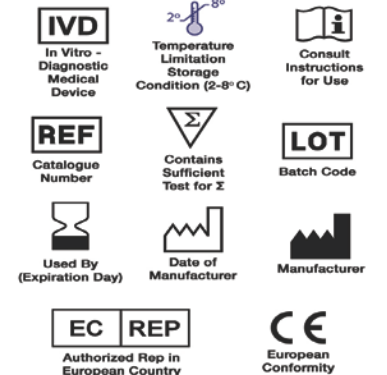 IVD
In Vitro -
Diagnostic
Medical
Device
2° 8°
Temperature
Limitation
Storage
Condition (2-8° C)
i
Consult
Instructions
for Use
REF
Catalogue
Number
Σ
Contains
Sufficient
Test for Σ
LOT
Batch Code
Used By
(Expiration Day)
Date of
Manufacturer
Manufacturer
EC REP
Authorized Rep in
European Country
CE
European
Conformity